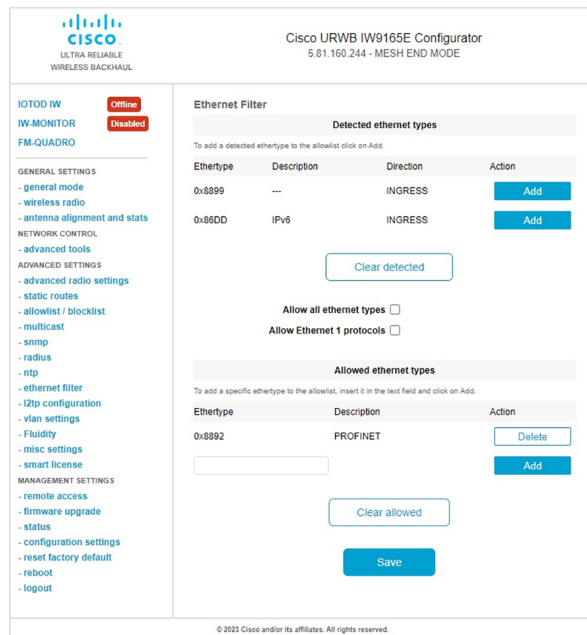 CISCO
ULTRA RELIABLE
WIRELESS BACKHAUL
Cisco URWB IW9165E Configurator
5.81.160.244 - MESH END MODE
IOTOD IW Offline
IW-MONITOR Disabled
FM-QUADRO
GENERAL SETTINGS
- general mode
- wireless radio
- antenna alignment and stats
NETWORK CONTROL
- advanced tools
ADVANCED SETTINGS
- advanced radio settings
- static routes
- allowlist / blocklist
- multicast
- snmp
- radius
- ntp
- ethernet filter
- l2tp configuration
- vlan settings
- Fluidity
- misc settings
- smart license
MANAGEMENT SETTINGS
- remote access
- firmware upgrade
- status
- configuration settings
- reset factory default
- reboot
- logout
Ethernet Filter
Detected ethernet types
To add a detected ethertype to the allowlist click on Add.
Ethertype Description Direction Action
0x8899 --- INGRESS Add
0x86DD IPv6 INGRESS Add
Clear detected
Allow all ethernet types
Allow Ethernet 1 protocols
Allowed ethernet types
To add a specific ethertype to the allowlist, insert it in the text field and click on Add.
Ethertype Description Action
0x8892 PROFINET Delete
Add
Clear allowed
Save
© 2023 Cisco and/or its affiliates. All rights reserved.